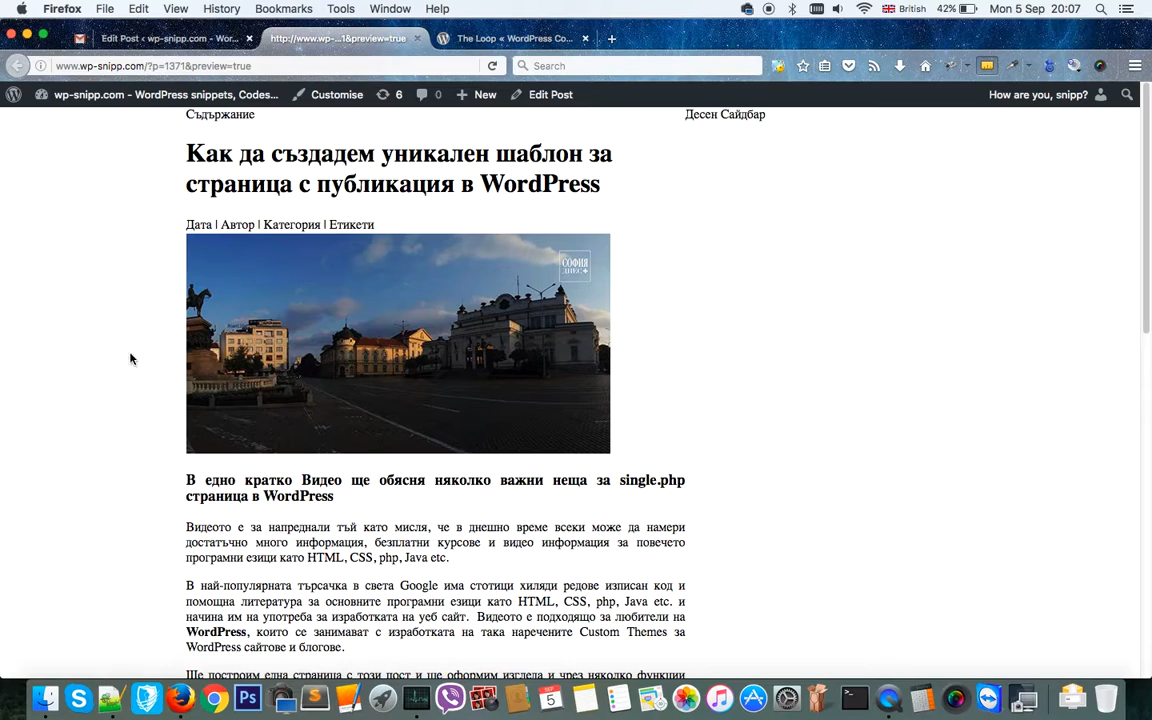 Firefox File Edit View History Bookmarks Tools Window Help British 42% Mon 5 Sep 20:07
Edit Post ‹ wp-snipp.com - Wor... × http://www.wp-...1&preview=true × The Loop « WordPress Co... × +
www.wp-snipp.com/?p=1371&preview=true Search
wp-snipp.com - WordPress snippets, Codes... Customise 6 0 New Edit Post How are you, snipp?
Съдържание Десен Сайдбар
Как да създадем уникален шаблон за
страница с публикация в WordPress
Дата | Автор | Категория | Етикети
СОФИЯ
ДНЕС+
В едно кратко Видео ще обясня няколко важни неща за single.php
страница в WordPress
Видеото е за напреднали тъй като мисля, че в днешно време всеки може да намери
достатъчно много информация, безплатни курсове и видео информация за повечето
програмни езици като HTML, CSS, php, Java etc.
В най-популярната търсачка в света Google има стотици хиляди редове изписан код и
помощна литература за основните програмни езици като HTML, CSS, php, Java etc. и
начина им на употреба за изработката на уеб сайт. Видеото е подходящо за любители на
WordPress, които се занимават с изработката на така наречените Custom Themes за
WordPress сайтове и блогове.
Ще построим една страница с този пост и ще оформим изгледа и чрез няколко функции